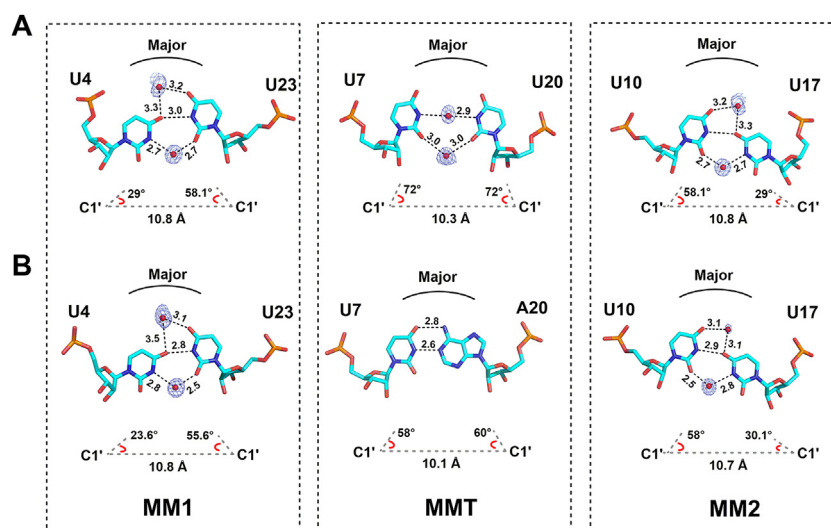 A
Major
U4
U23
3.2
3.3
3.0
2.7
2.7
29°
58.1°
C1'
C1'
10.8 Å
Major
U7
U20
2.9
3.0
3.0
72°
72°
C1'
C1'
10.3 Å
Major
U10
U17
3.2
3.3
2.7
2.7
58.1°
29°
C1'
C1'
10.8 Å
B
Major
U4
U23
3.1
3.5
2.8
2.8
2.5
23.6°
55.6°
C1'
C1'
10.8 Å
MM1
Major
U7
A20
2.8
2.6
58°
60°
C1'
C1'
10.1 Å
MMT
Major
U10
U17
3.1
2.9
3.1
2.5
2.8
58°
30.1°
C1'
C1'
10.7 Å
MM2